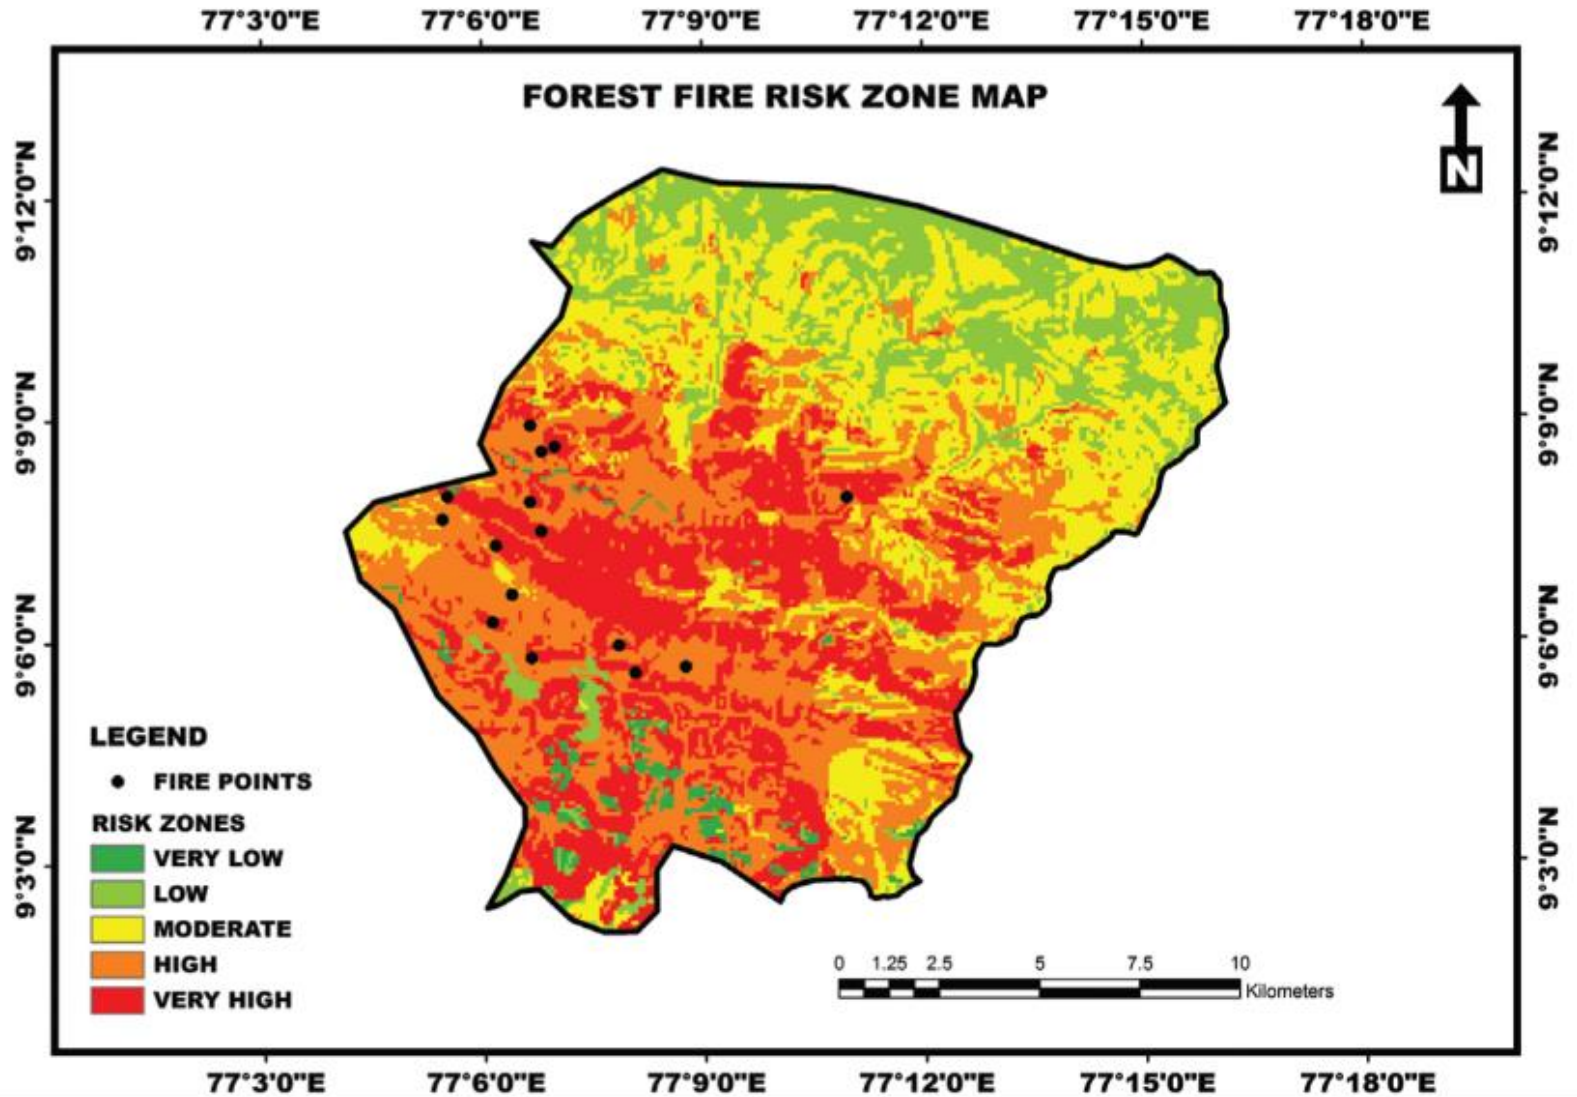 77°3'0"E 77°6'0"E 77°9'0"E 77°12'0"E 77°15'0"E 77°18'0"E
FOREST FIRE RISK ZONE MAP
N
9°12'0"N
9°9'0"N
9°6'0"N
9°3'0"N
9°12'0"N
9°9'0"N
9°6'0"N
9°3'0"N
LEGEND
FIRE POINTS
RISK ZONES
VERY LOW
LOW
MODERATE
HIGH
VERY HIGH
0 1.25 2.5 5 7.5 10
Kilometers
77°3'0"E 77°6'0"E 77°9'0"E 77°12'0"E 77°15'0"E 77°18'0"E